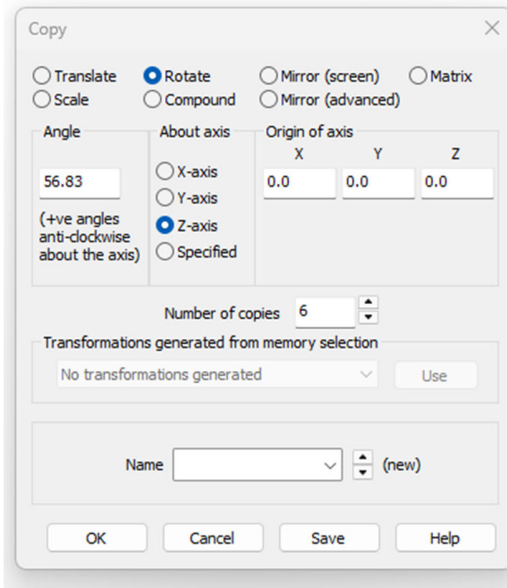 Copy
Translate Rotate Mirror (screen) Matrix
Scale Compound Mirror (advanced)
Angle About axis Origin of axis
X Y Z
X-axis
56.83 0.0 0.0 0.0
Y-axis
(+ve angles
anti-clockwise
about the axis)
Z-axis
Specified
Number of copies 6
Transformations generated from memory selection
No transformations generated Use
Name (new)
OK Cancel Save Help